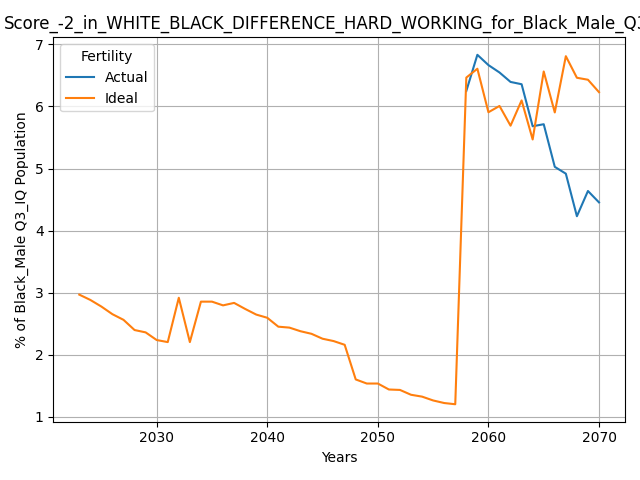 Score_-2_in_WHITE_BLACK_DIFFERENCE_HARD_WORKING_for_Black_Male_Q3
7
6
5
4
3
2
1
% of Black_Male Q3_IQ Population
Fertility
Actual
Ideal
2030
2040
2050
2060
2070
Years